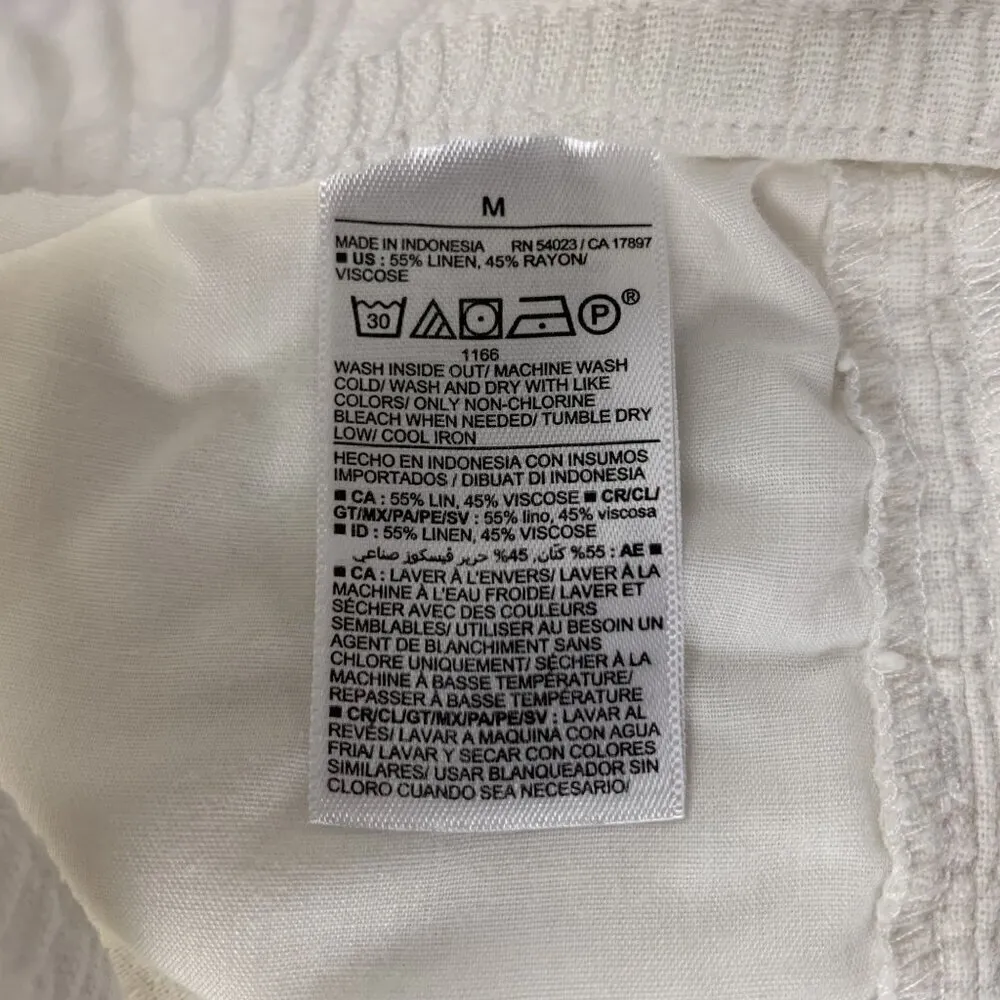 M
MADE IN INDONESIA RN 54023 / CA 17897
■ US : 55% LINEN, 45% RAYON/
VISCOSE
30 P ®
1166
WASH INSIDE OUT/ MACHINE WASH
COLD/ WASH AND DRY WITH LIKE
COLORS/ ONLY NON-CHLORINE
BLEACH WHEN NEEDED/ TUMBLE DRY
LOW/ COOL IRON
HECHO EN INDONESIA CON INSUMOS
IMPORTADOS / DIBUAT DI INDONESIA
■ CA : 55% LIN, 45% VISCOSE ■ CR/CL/
GT/MX/PA/PE/SV : 55% lino, 45% viscosa
■ ID : 55% LINEN, 45% VISCOSE
■ AE : 55% كتّان, 45% حرير ڤيسكوز صناعي
■ CA : LAVER À L'ENVERS/ LAVER À LA
MACHINE À L'EAU FROIDE/ LAVER ET
SÉCHER AVEC DES COULEURS
SEMBLABLES/ UTILISER AU BESOIN UN
AGENT DE BLANCHIMENT SANS
CHLORE UNIQUEMENT/ SÉCHER À LA
MACHINE À BASSE TEMPÉRATURE/
REPASSER À BASSE TEMPÉRATURE
■ CR/CL/GT/MX/PA/PE/SV : LAVAR AL
REVÉS/ LAVAR A MAQUINA CON AGUA
FRIA/ LAVAR Y SECAR CON COLORES
SIMILARES/ USAR BLANQUEADOR SIN
CLORO CUANDO SEA NECESARIO/